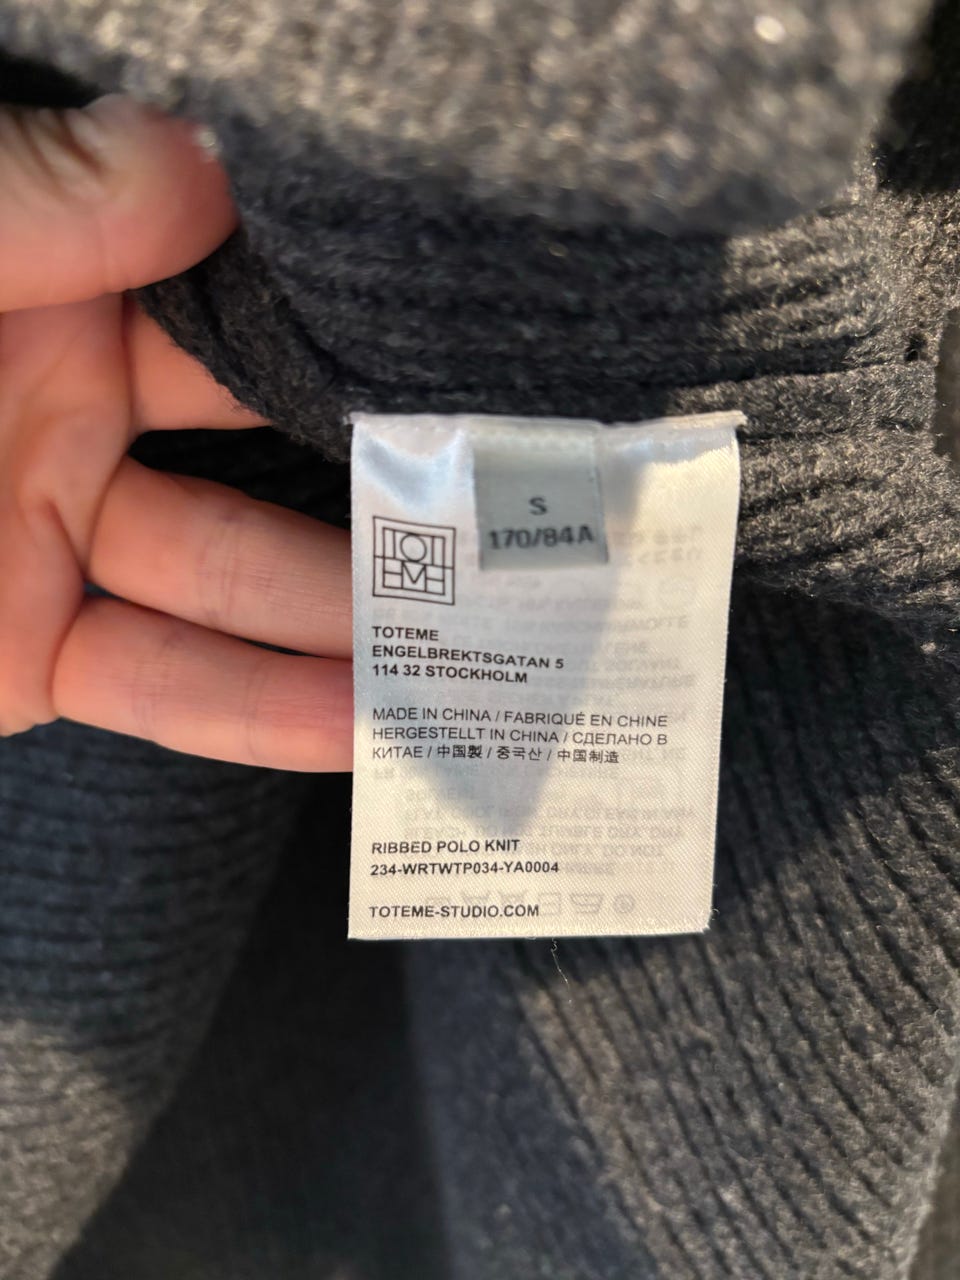 S
170/84A
TOTEME
TOTEME
ENGELBREKTSGATAN 5
114 32 STOCKHOLM
MADE IN CHINA / FABRIQUÉ EN CHINE
HERGESTELLT IN CHINA / СДЕЛАНО В
КИТАЕ / 中国製 / 중국산 / 中国制造
RIBBED POLO KNIT
234-WRTWTP034-YA0004
TOTEME-STUDIO.COM